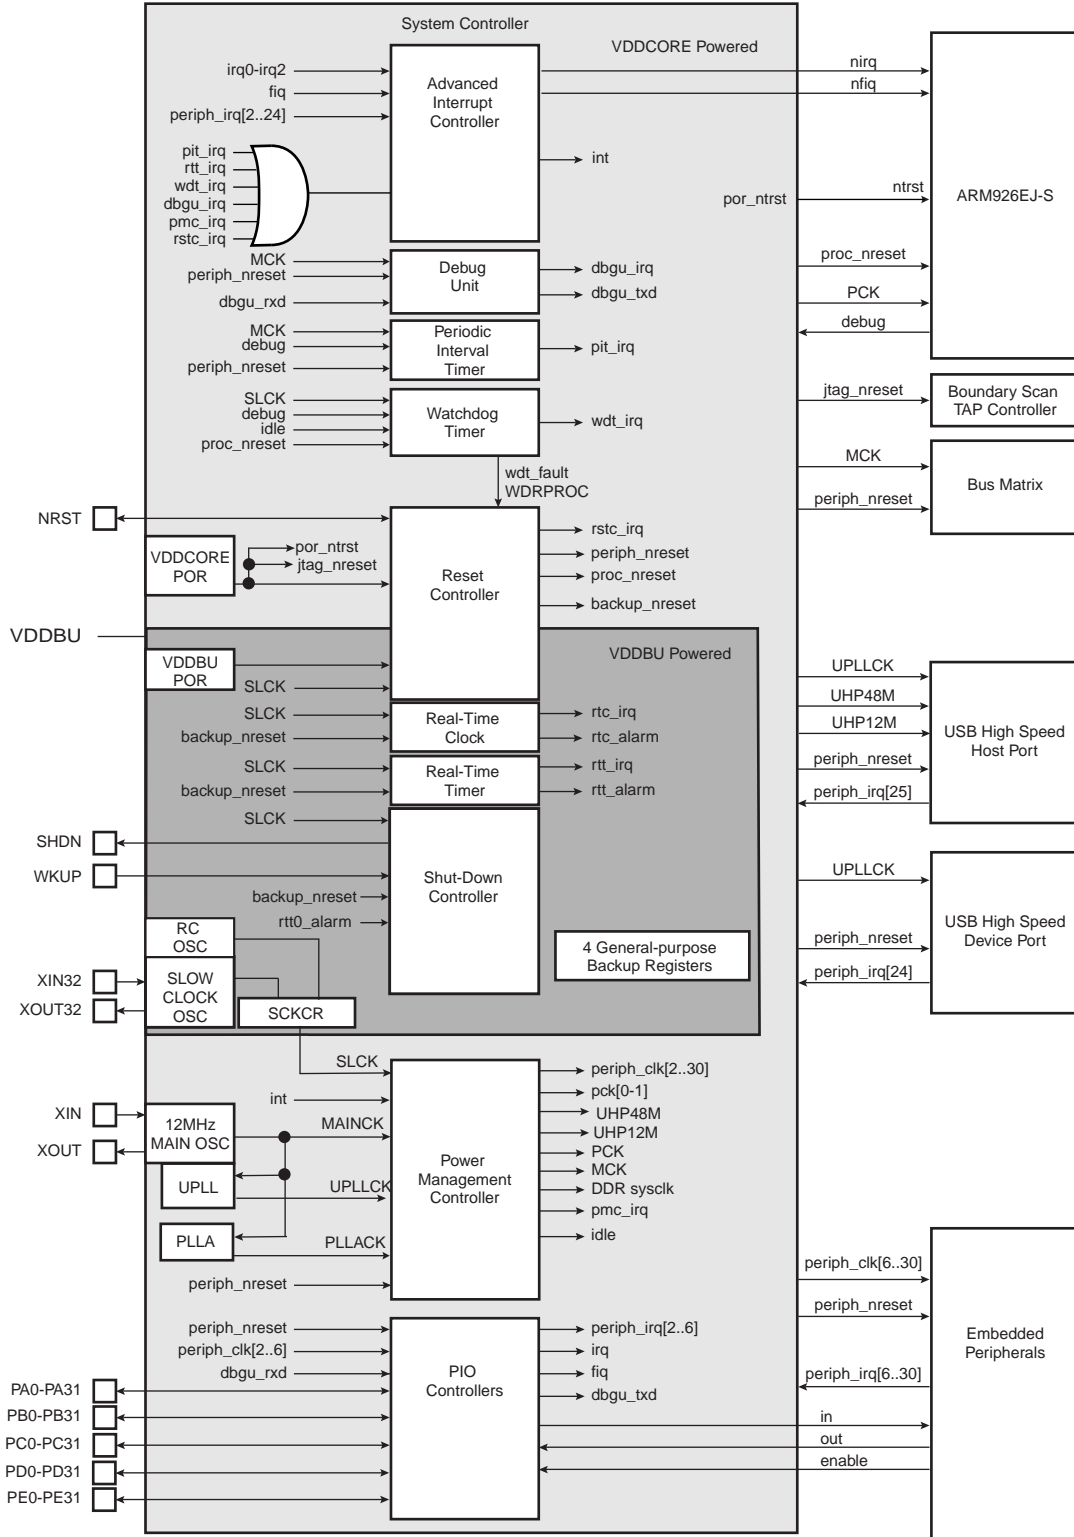 System Controller
VDDCORE Powered
irq0-irq2
fiq
periph_irq[2..24]
pit_irq
rtt_irq
wdt_irq
dbgu_irq
pmc_irq
rstc_irq
Advanced
Interrupt
Controller
int
nirq
nfiq
por_ntrst
ntrst
ARM926EJ-S
proc_nreset
PCK
debug
MCK
periph_nreset
dbgu_rxd
Debug
Unit
dbgu_irq
dbgu_txd
MCK
debug
periph_nreset
Periodic
Interval
Timer
pit_irq
SLCK
debug
idle
proc_nreset
Watchdog
Timer
wdt_irq
wdt_fault
WDRPROC
jtag_nreset
Boundary Scan
TAP Controller
MCK
periph_nreset
Bus Matrix
NRST
VDDCORE
POR
por_ntrst
jtag_nreset
Reset
Controller
rstc_irq
periph_nreset
proc_nreset
backup_nreset
VDDBU
VDDBU Powered
VDDBU
POR
SLCK
SLCK
backup_nreset
Real-Time
Clock
rtc_irq
rtc_alarm
SLCK
backup_nreset
Real-Time
Timer
rtt_irq
rtt_alarm
SLCK
SHDN
WKUP
backup_nreset
rtt0_alarm
Shut-Down
Controller
4 General-purpose
Backup Registers
UPLLCK
UHP48M
UHP12M
periph_nreset
periph_irq[25]
USB High Speed
Host Port
UPLLCK
periph_nreset
periph_irq[24]
USB High Speed
Device Port
RC
OSC
XIN32
XOUT32
SLOW
CLOCK
OSC
SCKCR
SLCK
int
XIN
XOUT
12MHz
MAIN OSC
MAINCK
UPLL
UPLLCK
PLLA
PLLACK
periph_nreset
Power
Management
Controller
periph_clk[2..30]
pck[0-1]
UHP48M
UHP12M
PCK
MCK
DDR sysclk
pmc_irq
idle
periph_nreset
periph_clk[2..6]
dbgu_rxd
PA0-PA31
PB0-PB31
PC0-PC31
PD0-PD31
PE0-PE31
PIO
Controllers
periph_irq[2..6]
irq
fiq
dbgu_txd
periph_clk[6..30]
periph_nreset
periph_irq[6..30]
in
out
enable
Embedded
Peripherals